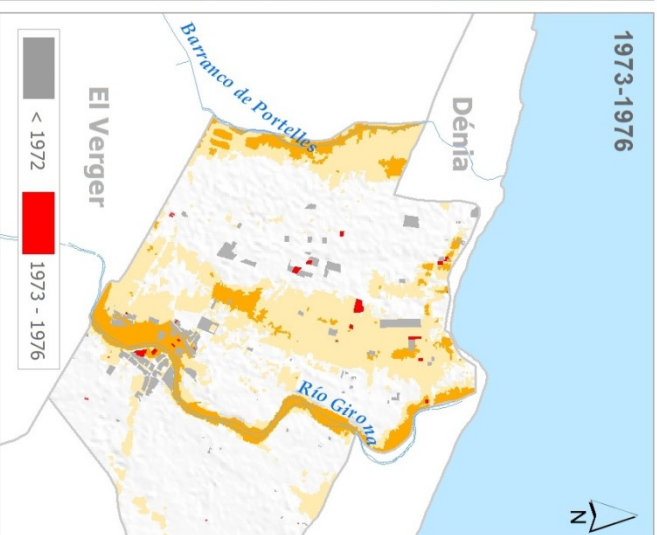 1973-1976
Dénia
Barranco de Portelles
El Verger
Río Girona
N
< 1972
1973 - 1976